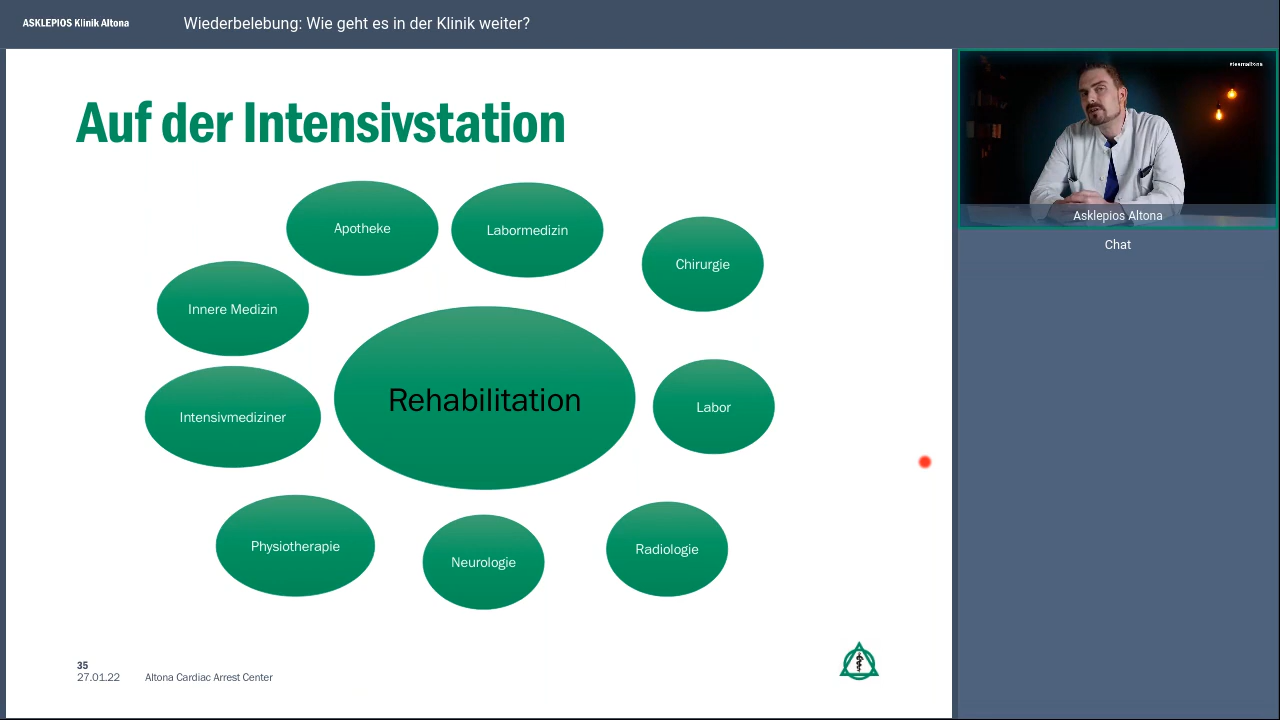 ASKLEPIOS Klinik Altona
Wiederbelebung: Wie geht es in der Klinik weiter?
Auf der Intensivstation
Apotheke
Labormedizin
Chirurgie
Innere Medizin
Rehabilitation
Labor
Intensivmediziner
Physiotherapie
Neurologie
Radiologie
35
27.01.22
Altona Cardiac Arrest Center
#teamaltona
Asklepios Altona
Chat